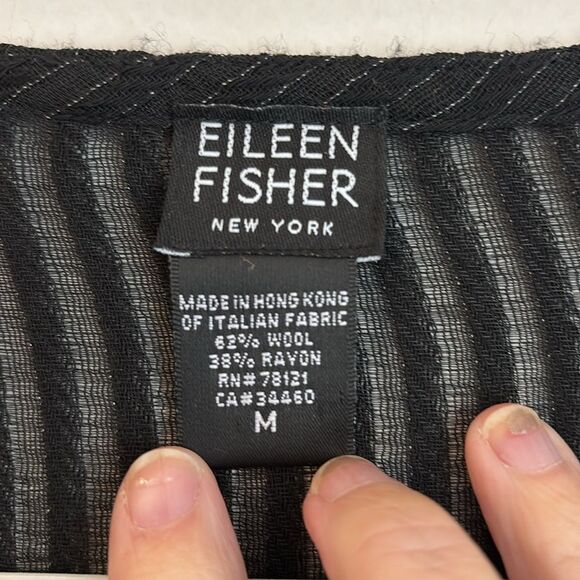 EILEEN
FISHER
NEW YORK
MADE IN HONG KONG
OF ITALIAN FABRIC
62% WOOL
38% RAYON
RN# 78121
CA# 34460
M